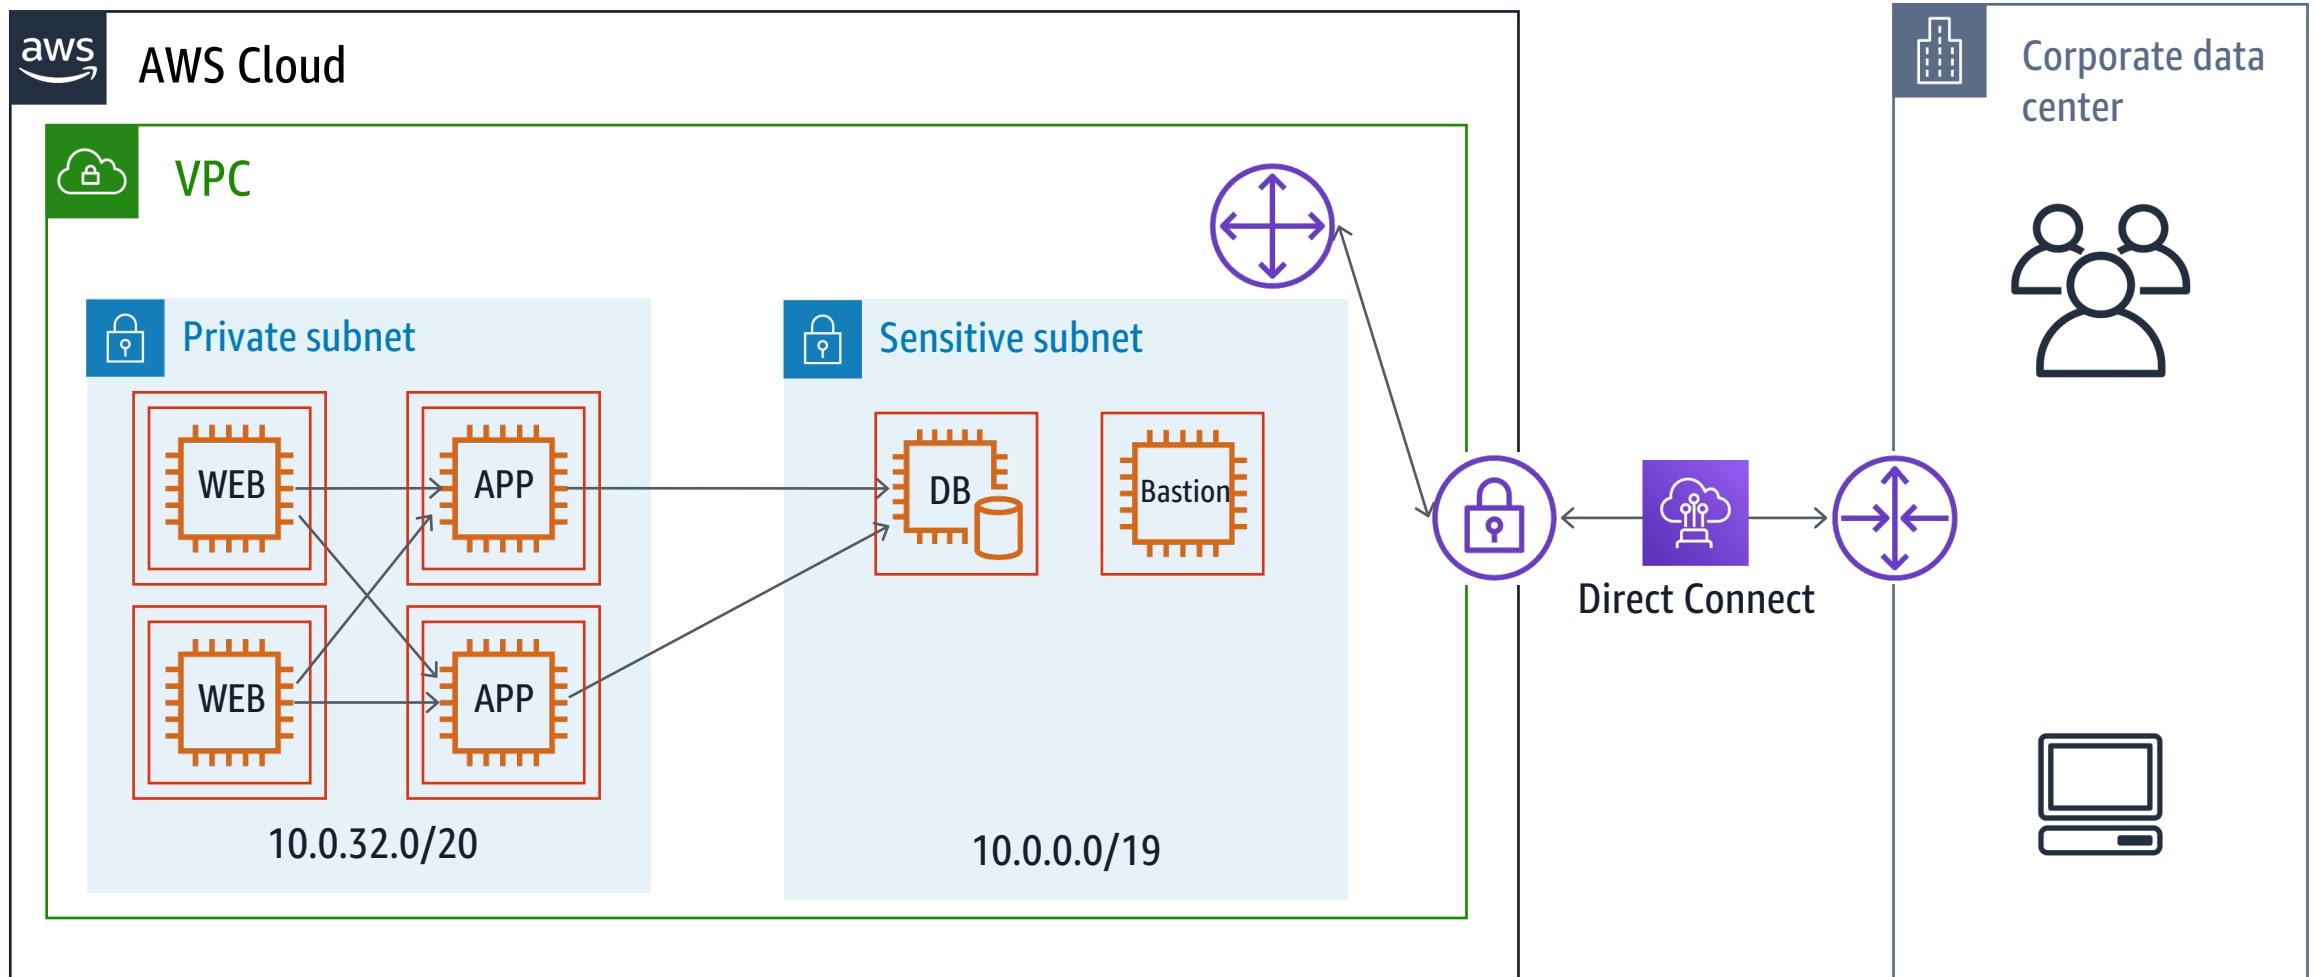 aws
AWS Cloud
Corporate data
center
VPC
Private subnet
Sensitive subnet
WEB
APP
DB
Bastion
WEB
APP
Direct Connect
10.0.32.0/20
10.0.0.0/19